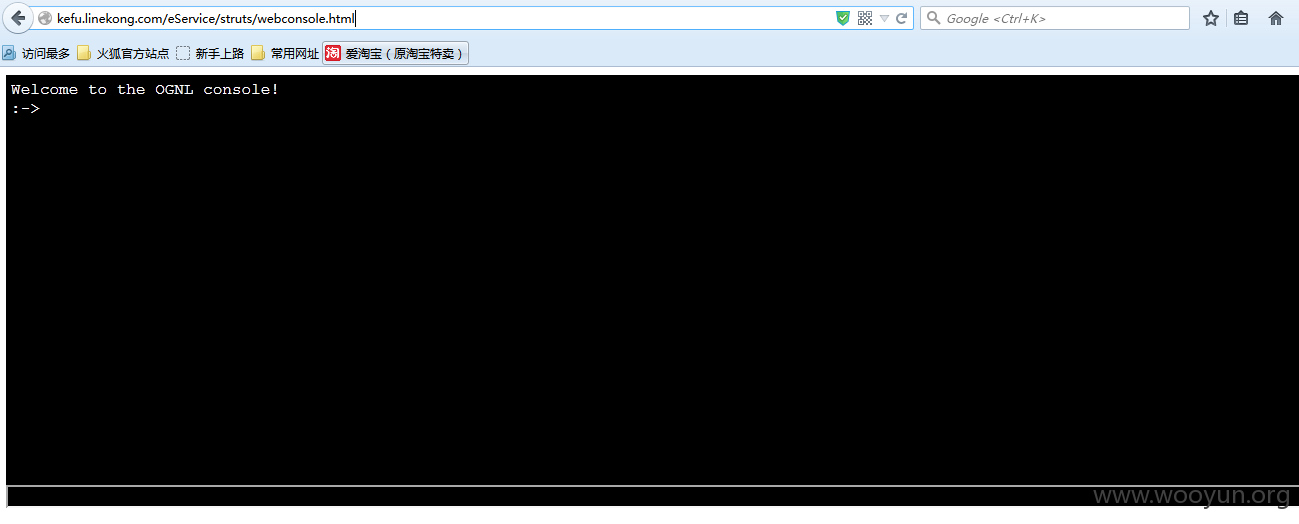 kefu.linekong.com/eService/struts/webconsole.html
Google <Ctrl+K>
访问最多 火狐官方站点 新手上路 常用网址 淘 爱淘宝（原淘宝特卖）
Welcome to the OGNL console!
:->
www.wooyun.org